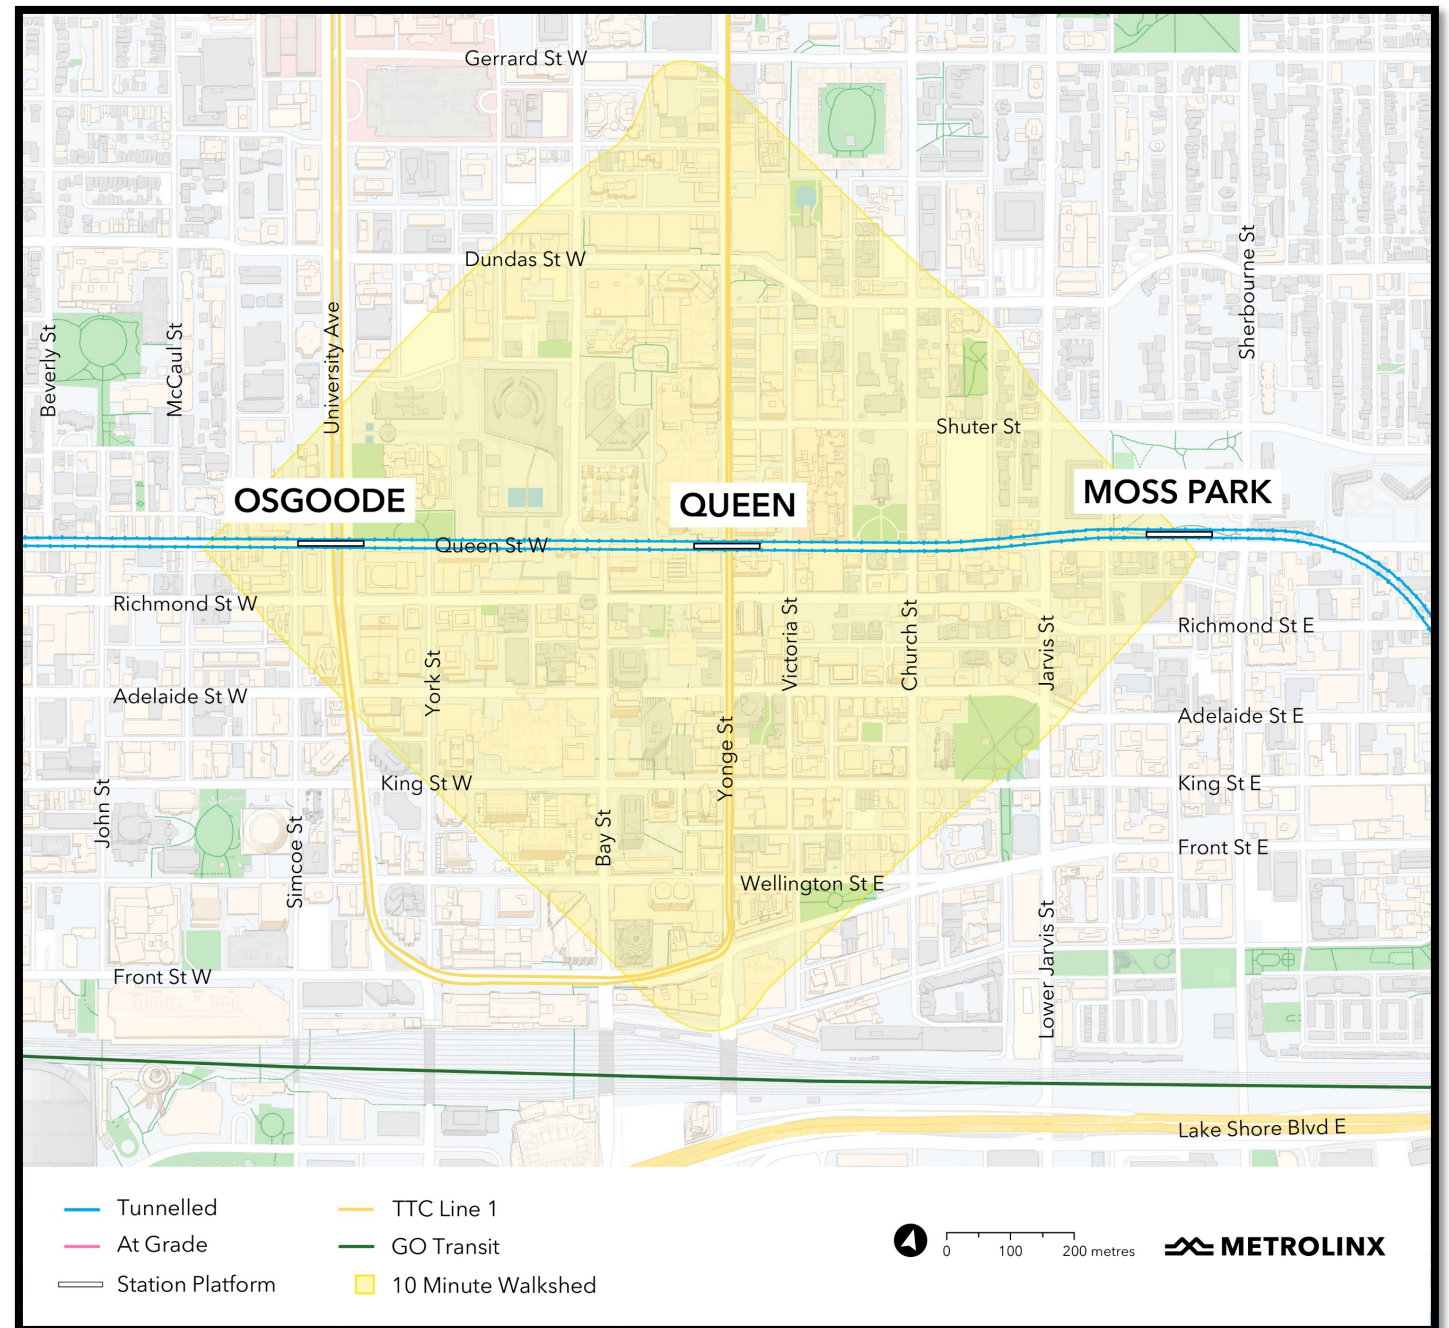 Gerrard St W
Dundas St W
Sherbourne St
University Ave
Beverly St
McCaul St
Shuter St
OSGOODE
QUEEN
MOSS PARK
Queen St W
Richmond St W
Victoria St
Church St
Jarvis St
Richmond St E
York St
Adelaide St W
Adelaide St E
Yonge St
King St W
King St E
John St
Simcoe St
Bay St
Front St E
Wellington St E
Lower Jarvis St
Front St W
Lake Shore Blvd E
Tunnelled
TTC Line 1
At Grade
GO Transit
Station Platform
10 Minute Walkshed
0 100 200 metres
METROLINX